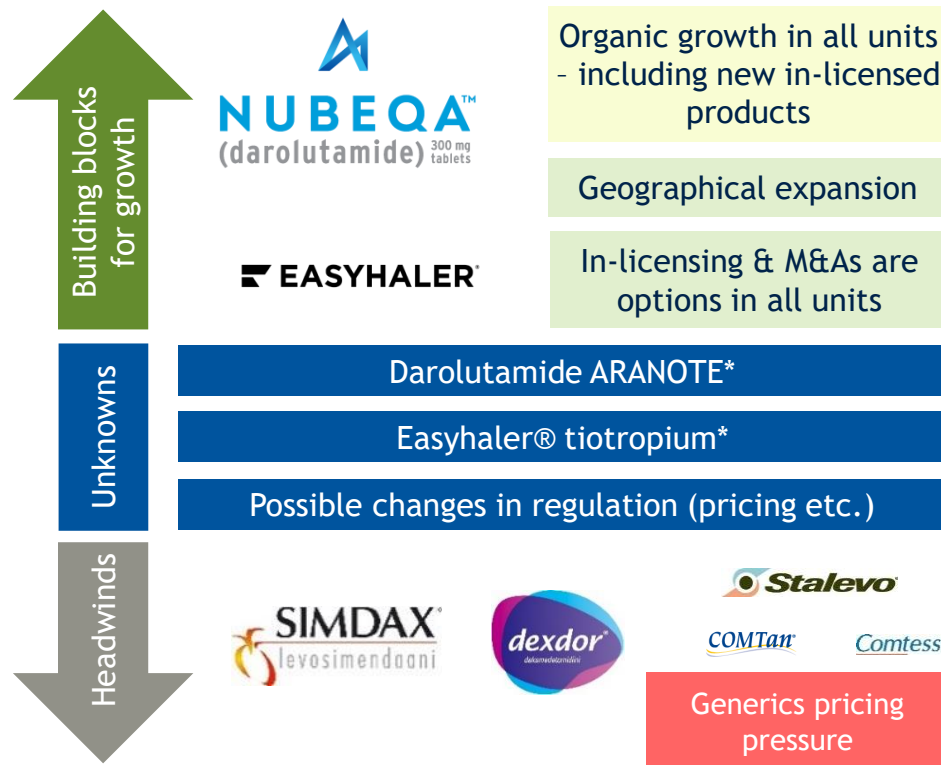 Building blocks
for growth
NUBEQA™
(darolutamide) 300 mg
tablets
EASYHALER®
Organic growth in all units
– including new in-licensed
products
Geographical expansion
In-licensing & M&As are
options in all units
Unknowns
Darolutamide ARANOTE*
Easyhaler® tiotropium*
Possible changes in regulation (pricing etc.)
Headwinds
SIMDAX®
levosimendaani
dexdor®
deksmedetomidiini
Stalevo®
COMTan®
Comtess
Generics pricing
pressure